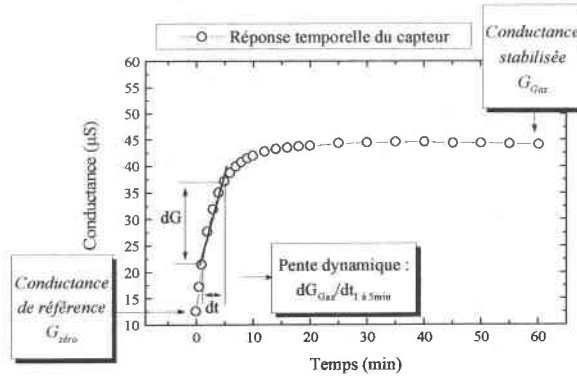 Réponse temporelle du capteur
Conductance
stabilisée
G_Gaz
60
55
50
45
40
35
30
25
20
15
10
Conductance (µS)
dG
dt
Pente dynamique :
dG_Gaz/dt_1 à 5min
Conductance
de référence
G_zéro
0 10 20 30 40 50 60
Temps (min)